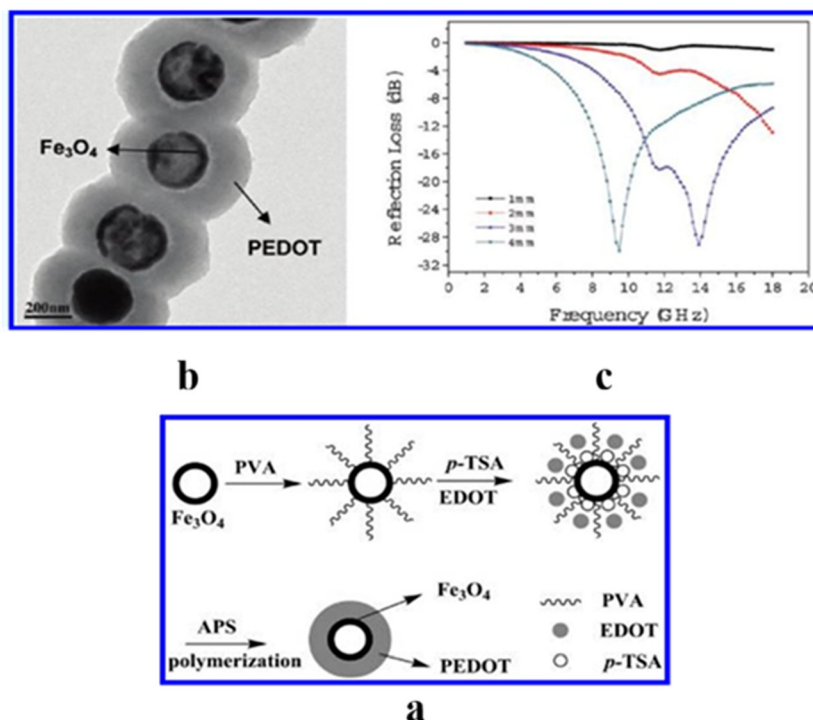 Fe3O4
PEDOT
200nm
Reflection Loss (dB)
0
-4
-8
-12
-16
-20
-24
-28
-32
1mm
2mm
3mm
4mm
0 2 4 6 8 10 12 14 16 18 20
Frequency (GHz)
b
c
Fe3O4
PVA
p-TSA
EDOT
APS
polymerization
Fe3O4
PEDOT
PVA
EDOT
p-TSA
a